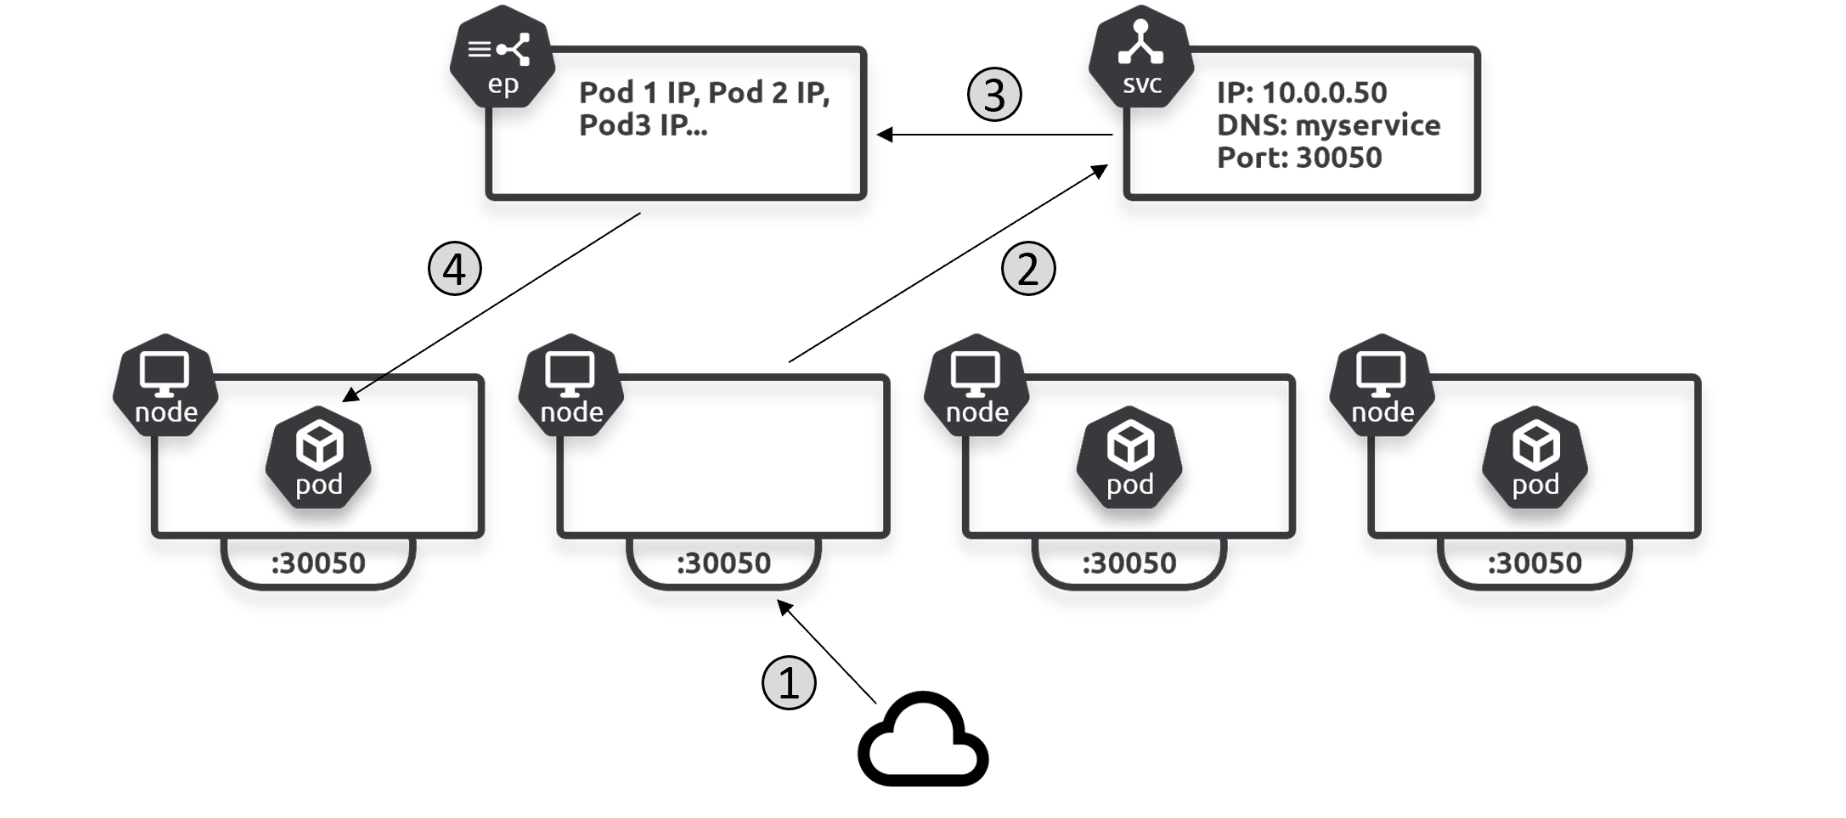 ep
Pod 1 IP, Pod 2 IP,
Pod3 IP...
svc
IP: 10.0.0.50
DNS: myservice
Port: 30050
3
2
4
node
pod
:30050
node
:30050
node
pod
:30050
node
pod
:30050
1